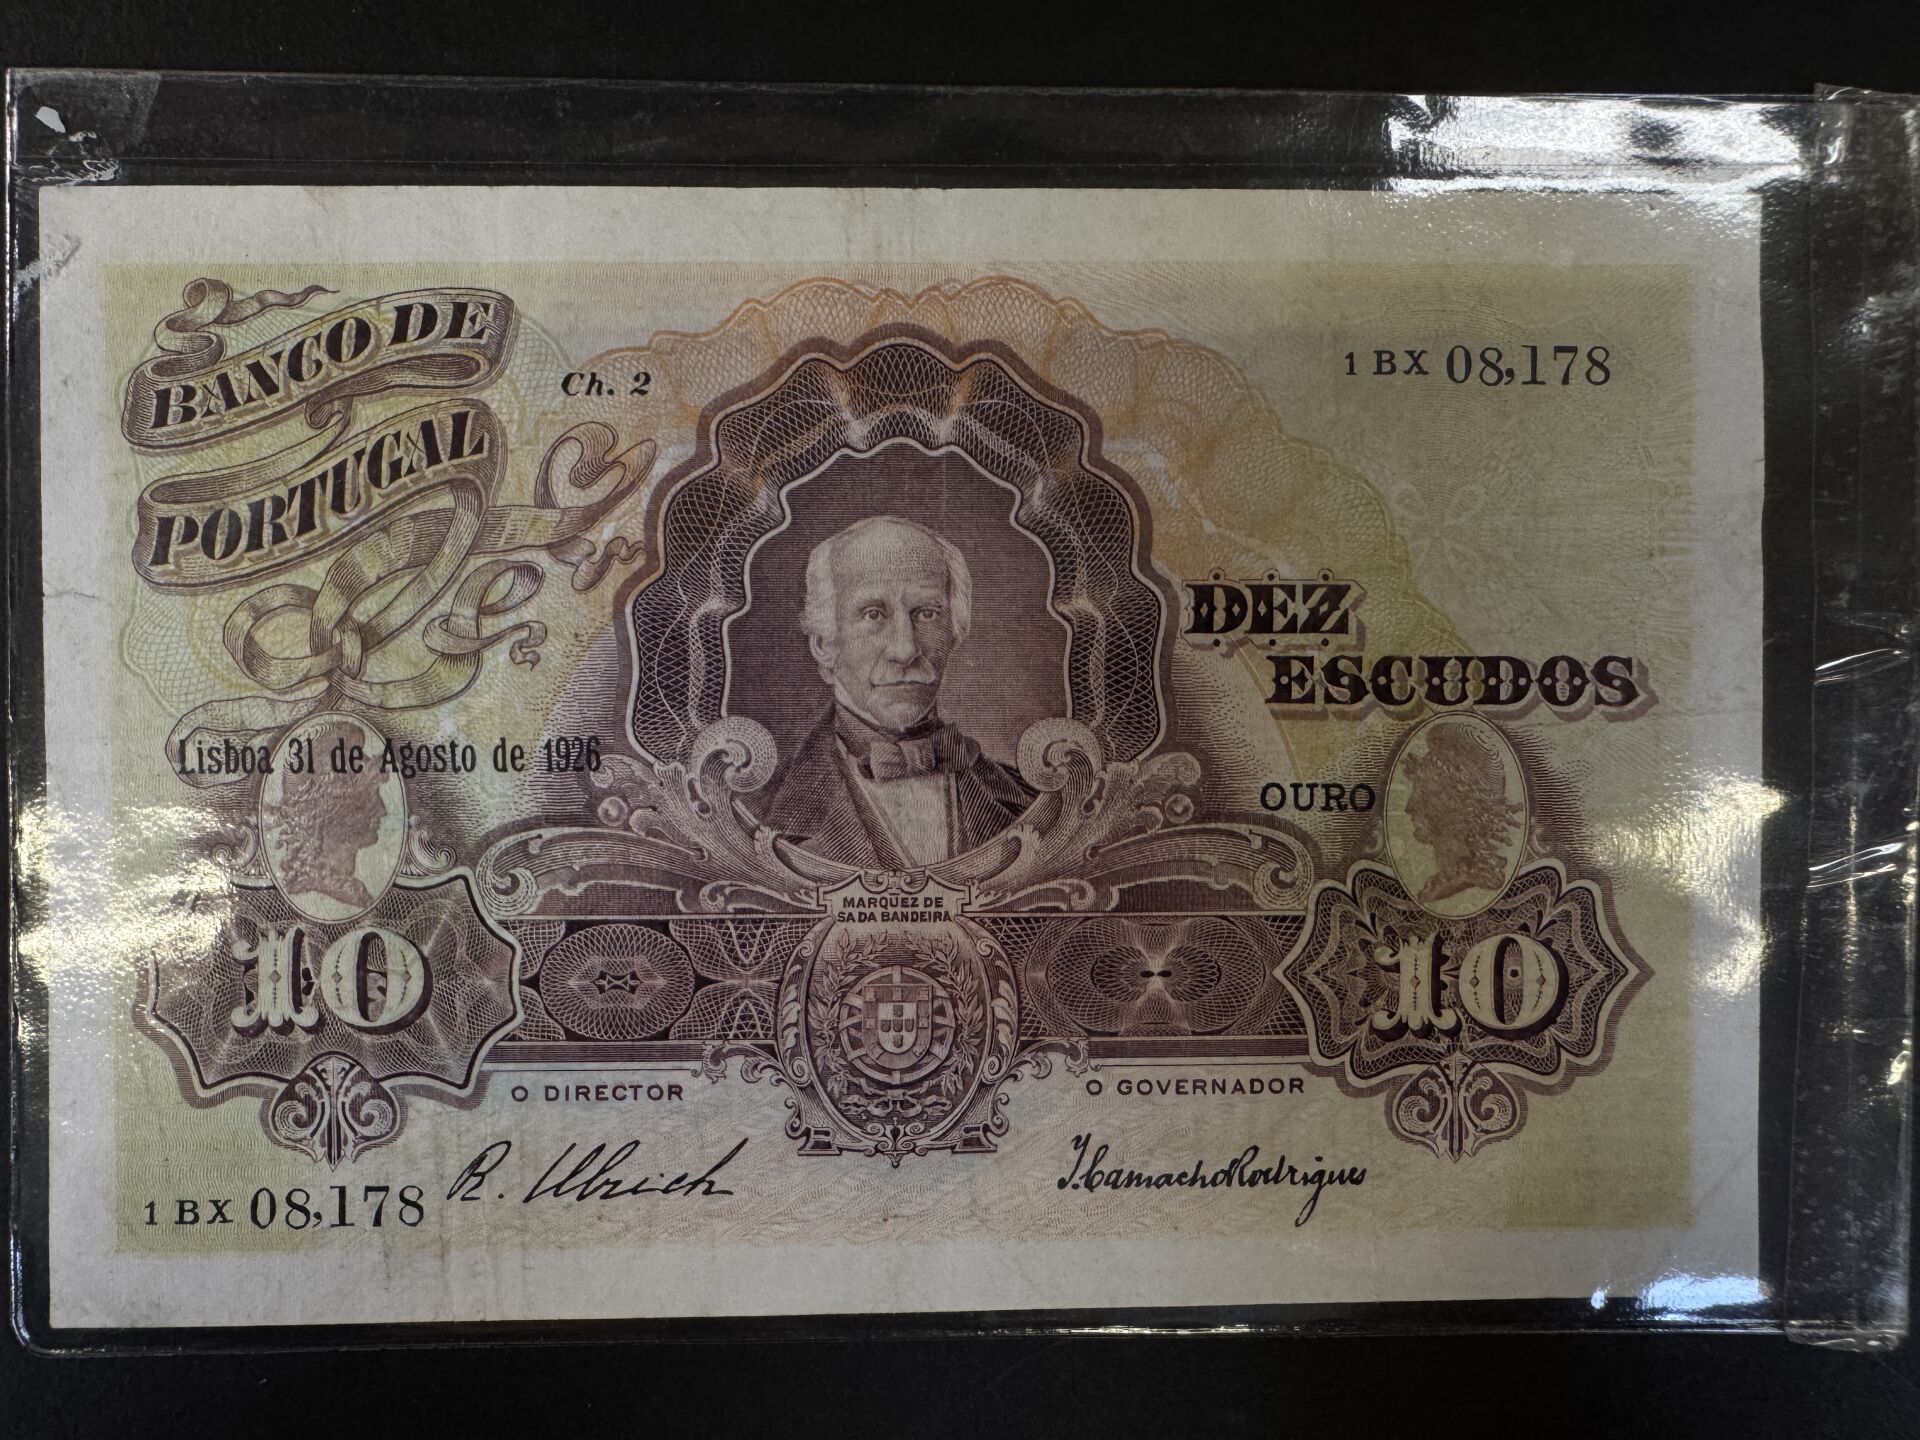 BANCO DE
PORTUGAL
Ch. 2
1 BX 08,178
DEZ
ESCUDOS
Lisboa 31 de Agosto de 1926
OURO
MARQUEZ DE
SA DA BANDEIRA
10
10
O DIRECTOR
O GOVERNADOR
R. Ulrich
J. Camacho Rodrigues
1 BX 08,178